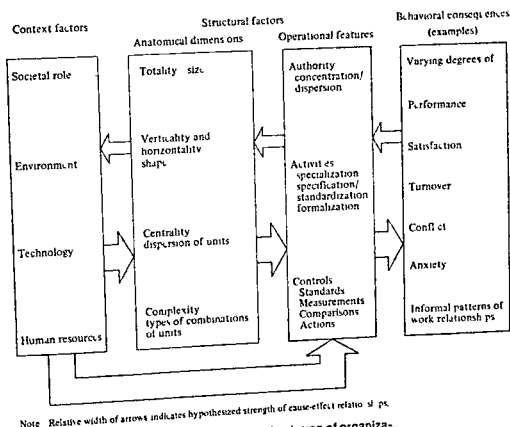 Context factors
Structural factors
Behavioral consequences
(examples)
Anatomical dimensions
Operational features
Societal role
Environment
Technology
Human resources
Totality size
Verticality and
horizontality
shape
Centrality
dispersion of units
Complexity
types of combinations
of units
Authority
concentration/
dispersion
Activities
specialization
specification/
standardization
formalization
Controls
Standards
Measurements
Comparisons
Actions
Varying degrees of
Performance
Satisfaction
Turnover
Conflict
Anxiety
Informal patterns of
work relationships
Note Relative width of arrows indicates hypothesized strength of cause-effect relationships.
of organiza-